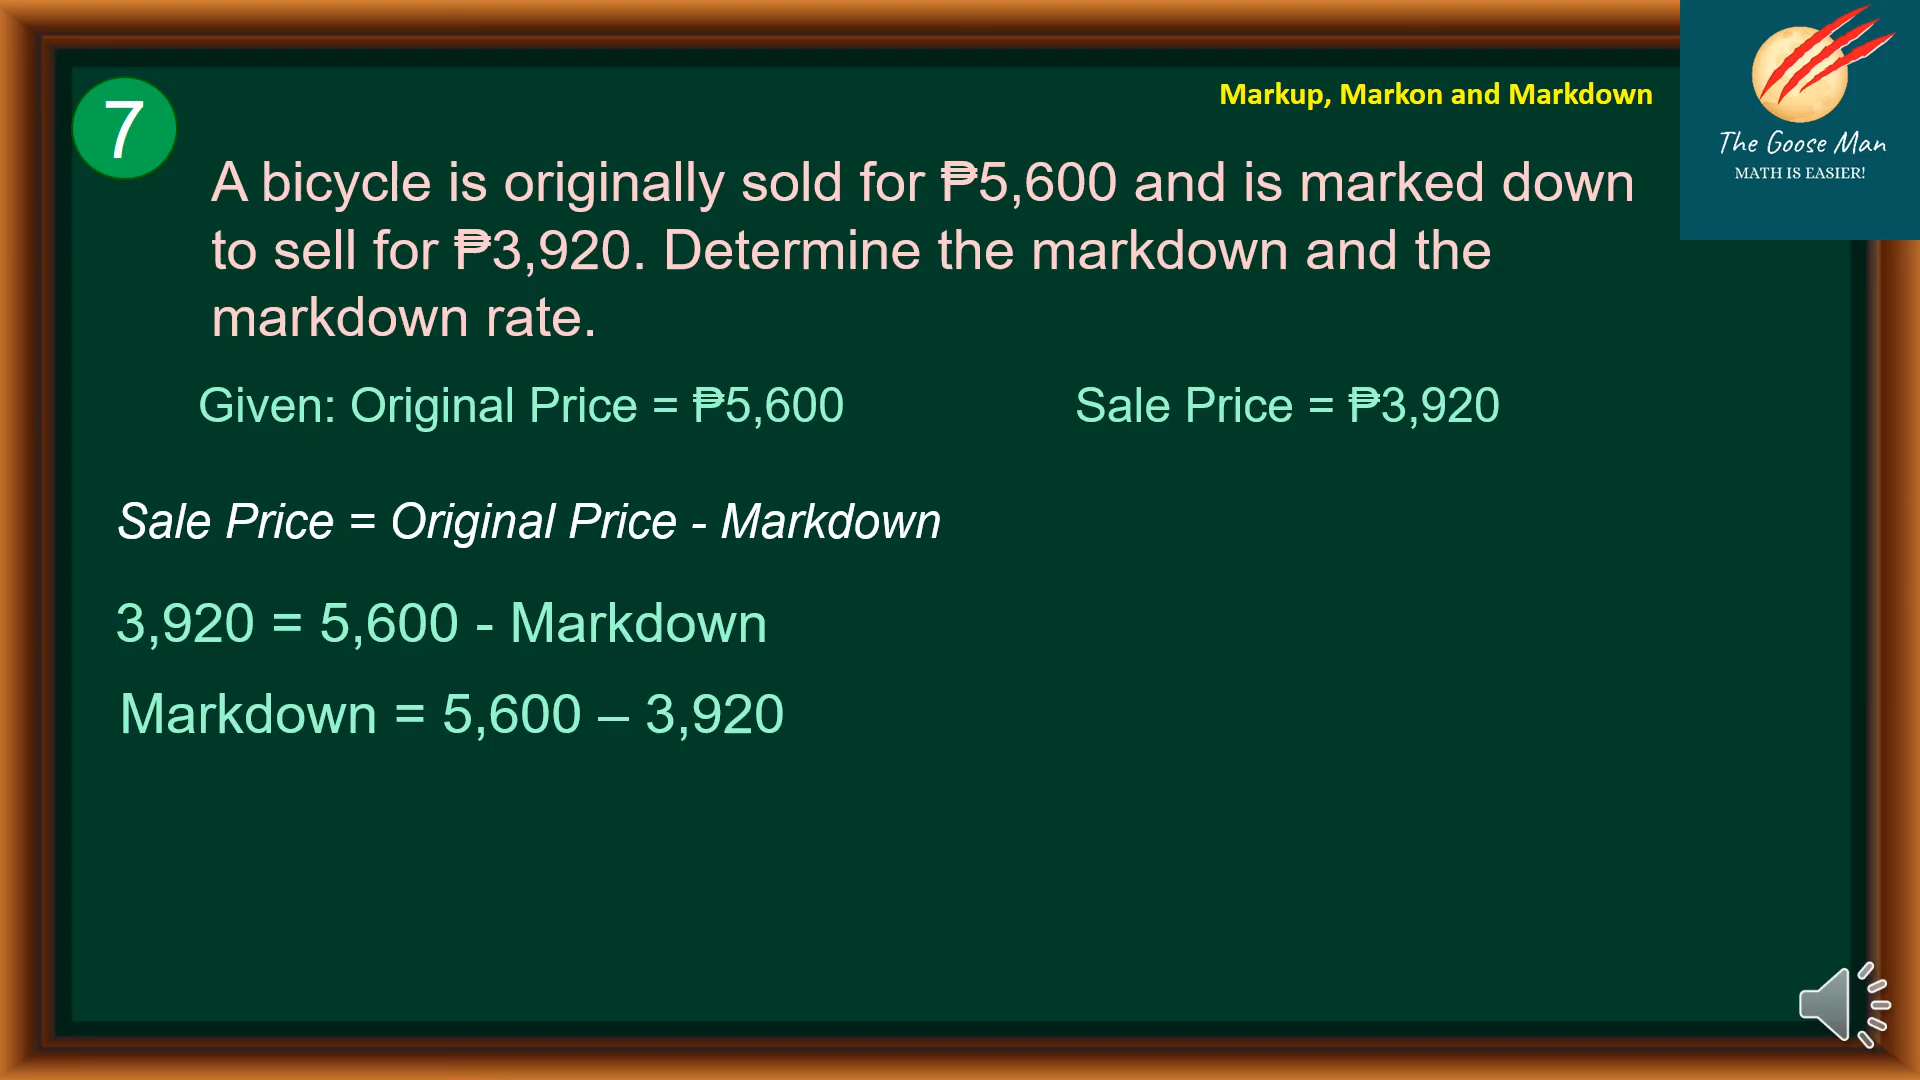 7
Markup, Markon and Markdown
The Goose Man
MATH IS EASIER!
A bicycle is originally sold for ₱5,600 and is marked down
to sell for ₱3,920. Determine the markdown and the
markdown rate.
Given: Original Price = ₱5,600
Sale Price = ₱3,920
Sale Price = Original Price - Markdown
3,920 = 5,600 - Markdown
Markdown = 5,600 – 3,920